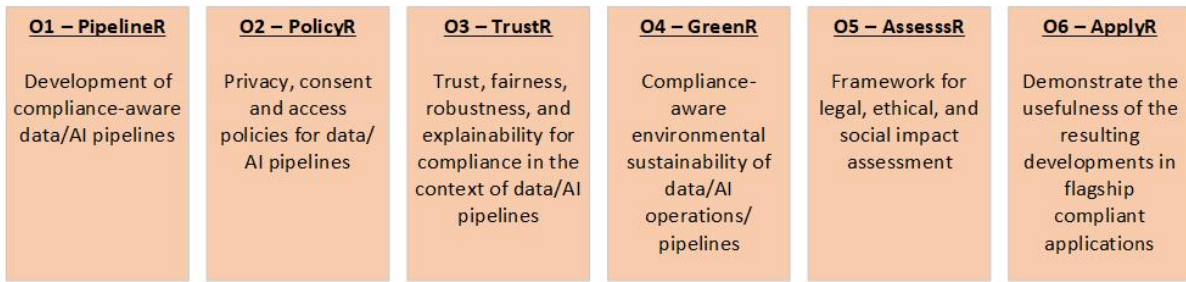 O1 – PipelineR
Development of
compliance-aware
data/AI pipelines
O2 – PolicyR
Privacy, consent
and access
policies for data/
AI pipelines
O3 – TrustR
Trust, fairness,
robustness, and
explainability for
compliance in the
context of data/AI
pipelines
O4 – GreenR
Compliance-
aware
environmental
sustainability of
data/AI
operations/
pipelines
O5 – AssesssR
Framework for
legal, ethical, and
social impact
assessment
O6 – ApplyR
Demonstrate the
usefulness of the
resulting
developments in
flagship
compliant
applications